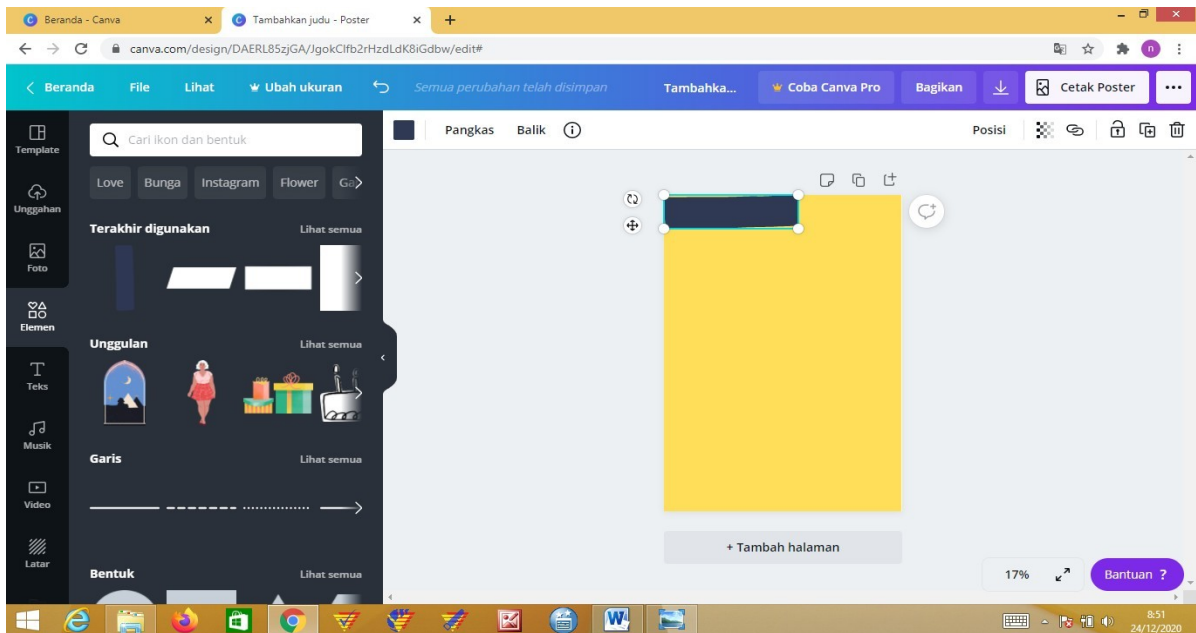 Beranda - Canva
Tambahkan judu - Poster
canva.com/design/DAERL85zjGA/JgokClfb2rHzdLdK8iGdbw/edit#
n
Beranda File Lihat Ubah ukuran Semua perubahan telah disimpan Tambahka... Coba Canva Pro Bagikan Cetak Poster
Template
Cari ikon dan bentuk
Pangkas Balik
Posisi
Love Bunga Instagram Flower
Unggahan
Terakhir digunakan Lihat semua
Foto
Elemen
Unggulan Lihat semua
Teks
Musik
Garis Lihat semua
Video
Latar
Bentuk Lihat semua
+ Tambah halaman
17%
Bantuan ?
8:51
24/12/2020